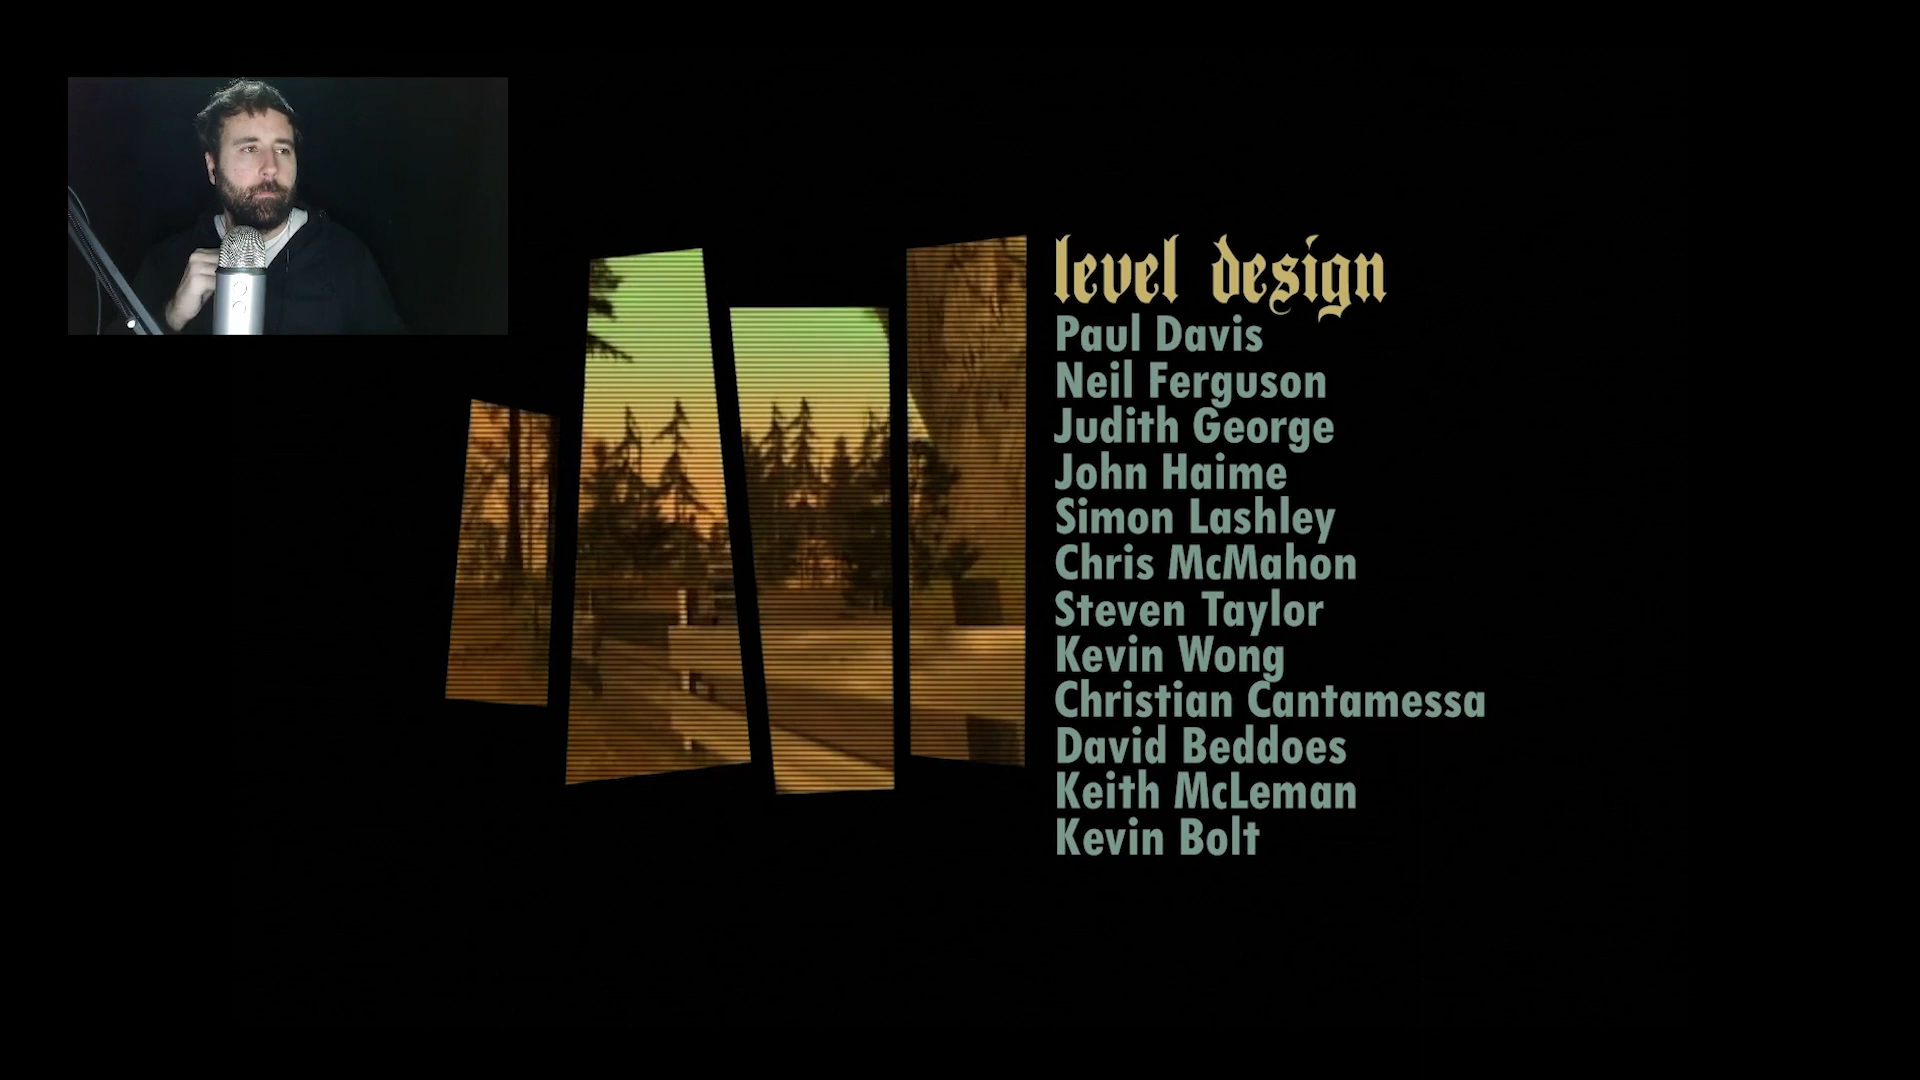 level design
Paul Davis
Neil Ferguson
Judith George
John Haime
Simon Lashley
Chris McMahon
Steven Taylor
Kevin Wong
Christian Cantamessa
David Beddoes
Keith McLeman
Kevin Bolt